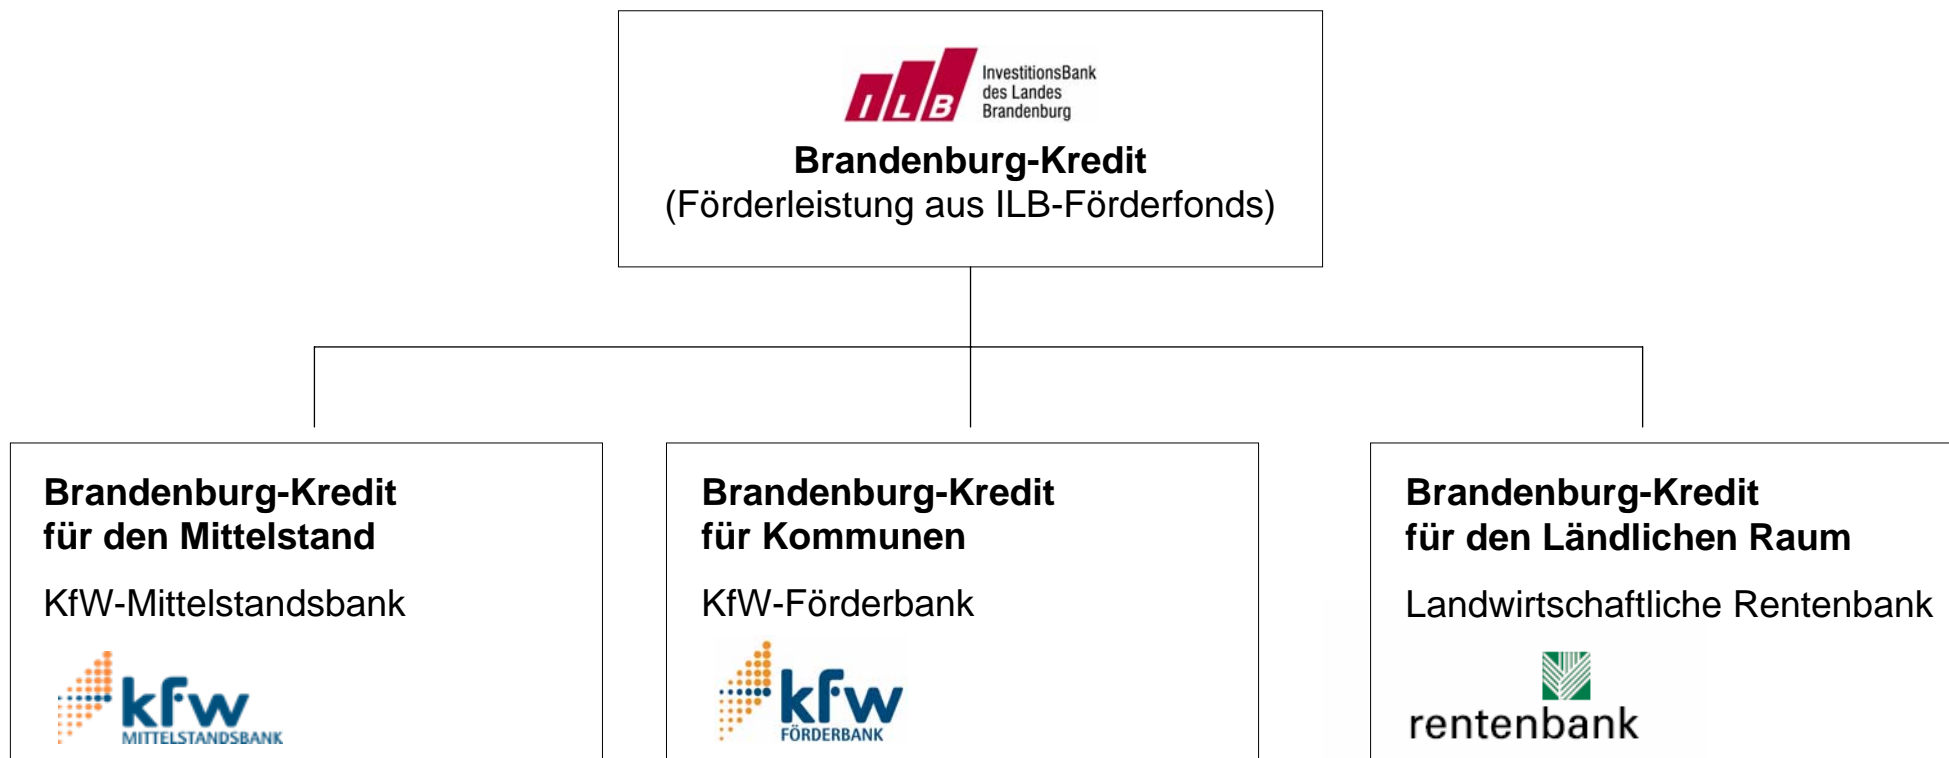 ILB
InvestitionsBank
des Landes
Brandenburg
Brandenburg-Kredit
(Förderleistung aus ILB-Förderfonds)
Brandenburg-Kredit
für den Mittelstand
KfW-Mittelstandsbank
kfw
MITTELSTANDSBANK
Brandenburg-Kredit
für Kommunen
KfW-Förderbank
kfw
FÖRDERBANK
Brandenburg-Kredit
für den Ländlichen Raum
Landwirtschaftliche Rentenbank
rentenbank